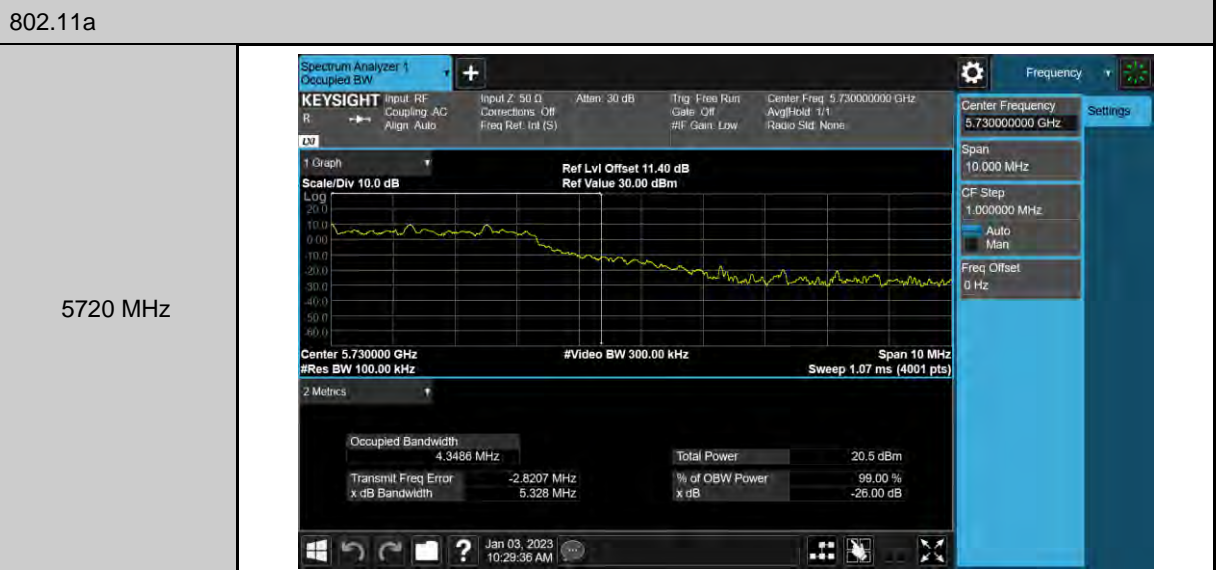 802.11a
5720 MHz
Spectrum Analyzer 1
Occupied BW
Frequency
KEYSIGHT
R
LXI
Input: RF
Coupling: AC
Align: Auto
Input Z: 50 Ω
Corrections: Off
Freq Ref: Int (S)
Atten: 30 dB
Trig: Free Run
Gate: Off
#IF Gain: Low
Center Freq: 5.730000000 GHz
Avg|Hold: 1/1
Radio Std: None
Center Frequency
5.730000000 GHz
Settings
Span
10.000 MHz
CF Step
1.000000 MHz
Auto
Man
Freq Offset
0 Hz
1 Graph
Scale/Div 10.0 dB
Ref Lvl Offset 11.40 dB
Ref Value 30.00 dBm
Log
20.0
10.0
0.00
-10.0
-20.0
-30.0
-40.0
-50.0
-60.0
Center 5.730000 GHz
#Video BW 300.00 kHz
Span 10 MHz
#Res BW 100.00 kHz
Sweep 1.07 ms (4001 pts)
2 Metrics
Occupied Bandwidth
4.3486 MHz
Total Power 20.5 dBm
Transmit Freq Error -2.8207 MHz
% of OBW Power 99.00 %
x dB Bandwidth 5.328 MHz
x dB -26.00 dB
Jan 03, 2023
10:29:36 AM